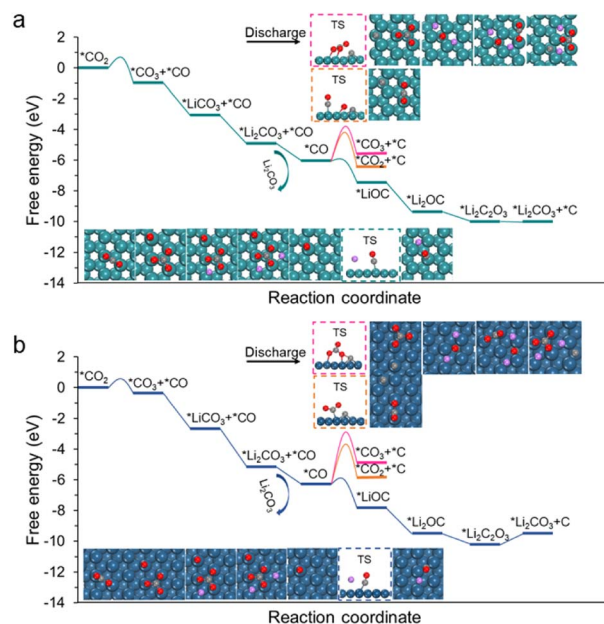 a
Discharge
TS
TS
*CO₂
*CO₃+*CO
*LiCO₃+*CO
*Li₂CO₃+*CO
Li₂CO₃
*CO
*CO₃+*C
*CO₂+*C
*LiOC
*Li₂OC
*Li₂C₂O₃
*Li₂CO₃+*C
TS
Free energy (eV)
2
0
-2
-4
-6
-8
-10
-12
-14
Reaction coordinate
b
Discharge
TS
TS
*CO₂
*CO₃+*CO
*LiCO₃+*CO
*Li₂CO₃+*CO
Li₂CO₃
*CO
*CO₃+*C
*CO₂+*C
*LiOC
*Li₂OC
*Li₂C₂O₃
*Li₂CO₃+C
TS
Free energy (eV)
2
0
-2
-4
-6
-8
-10
-12
-14
Reaction coordinate